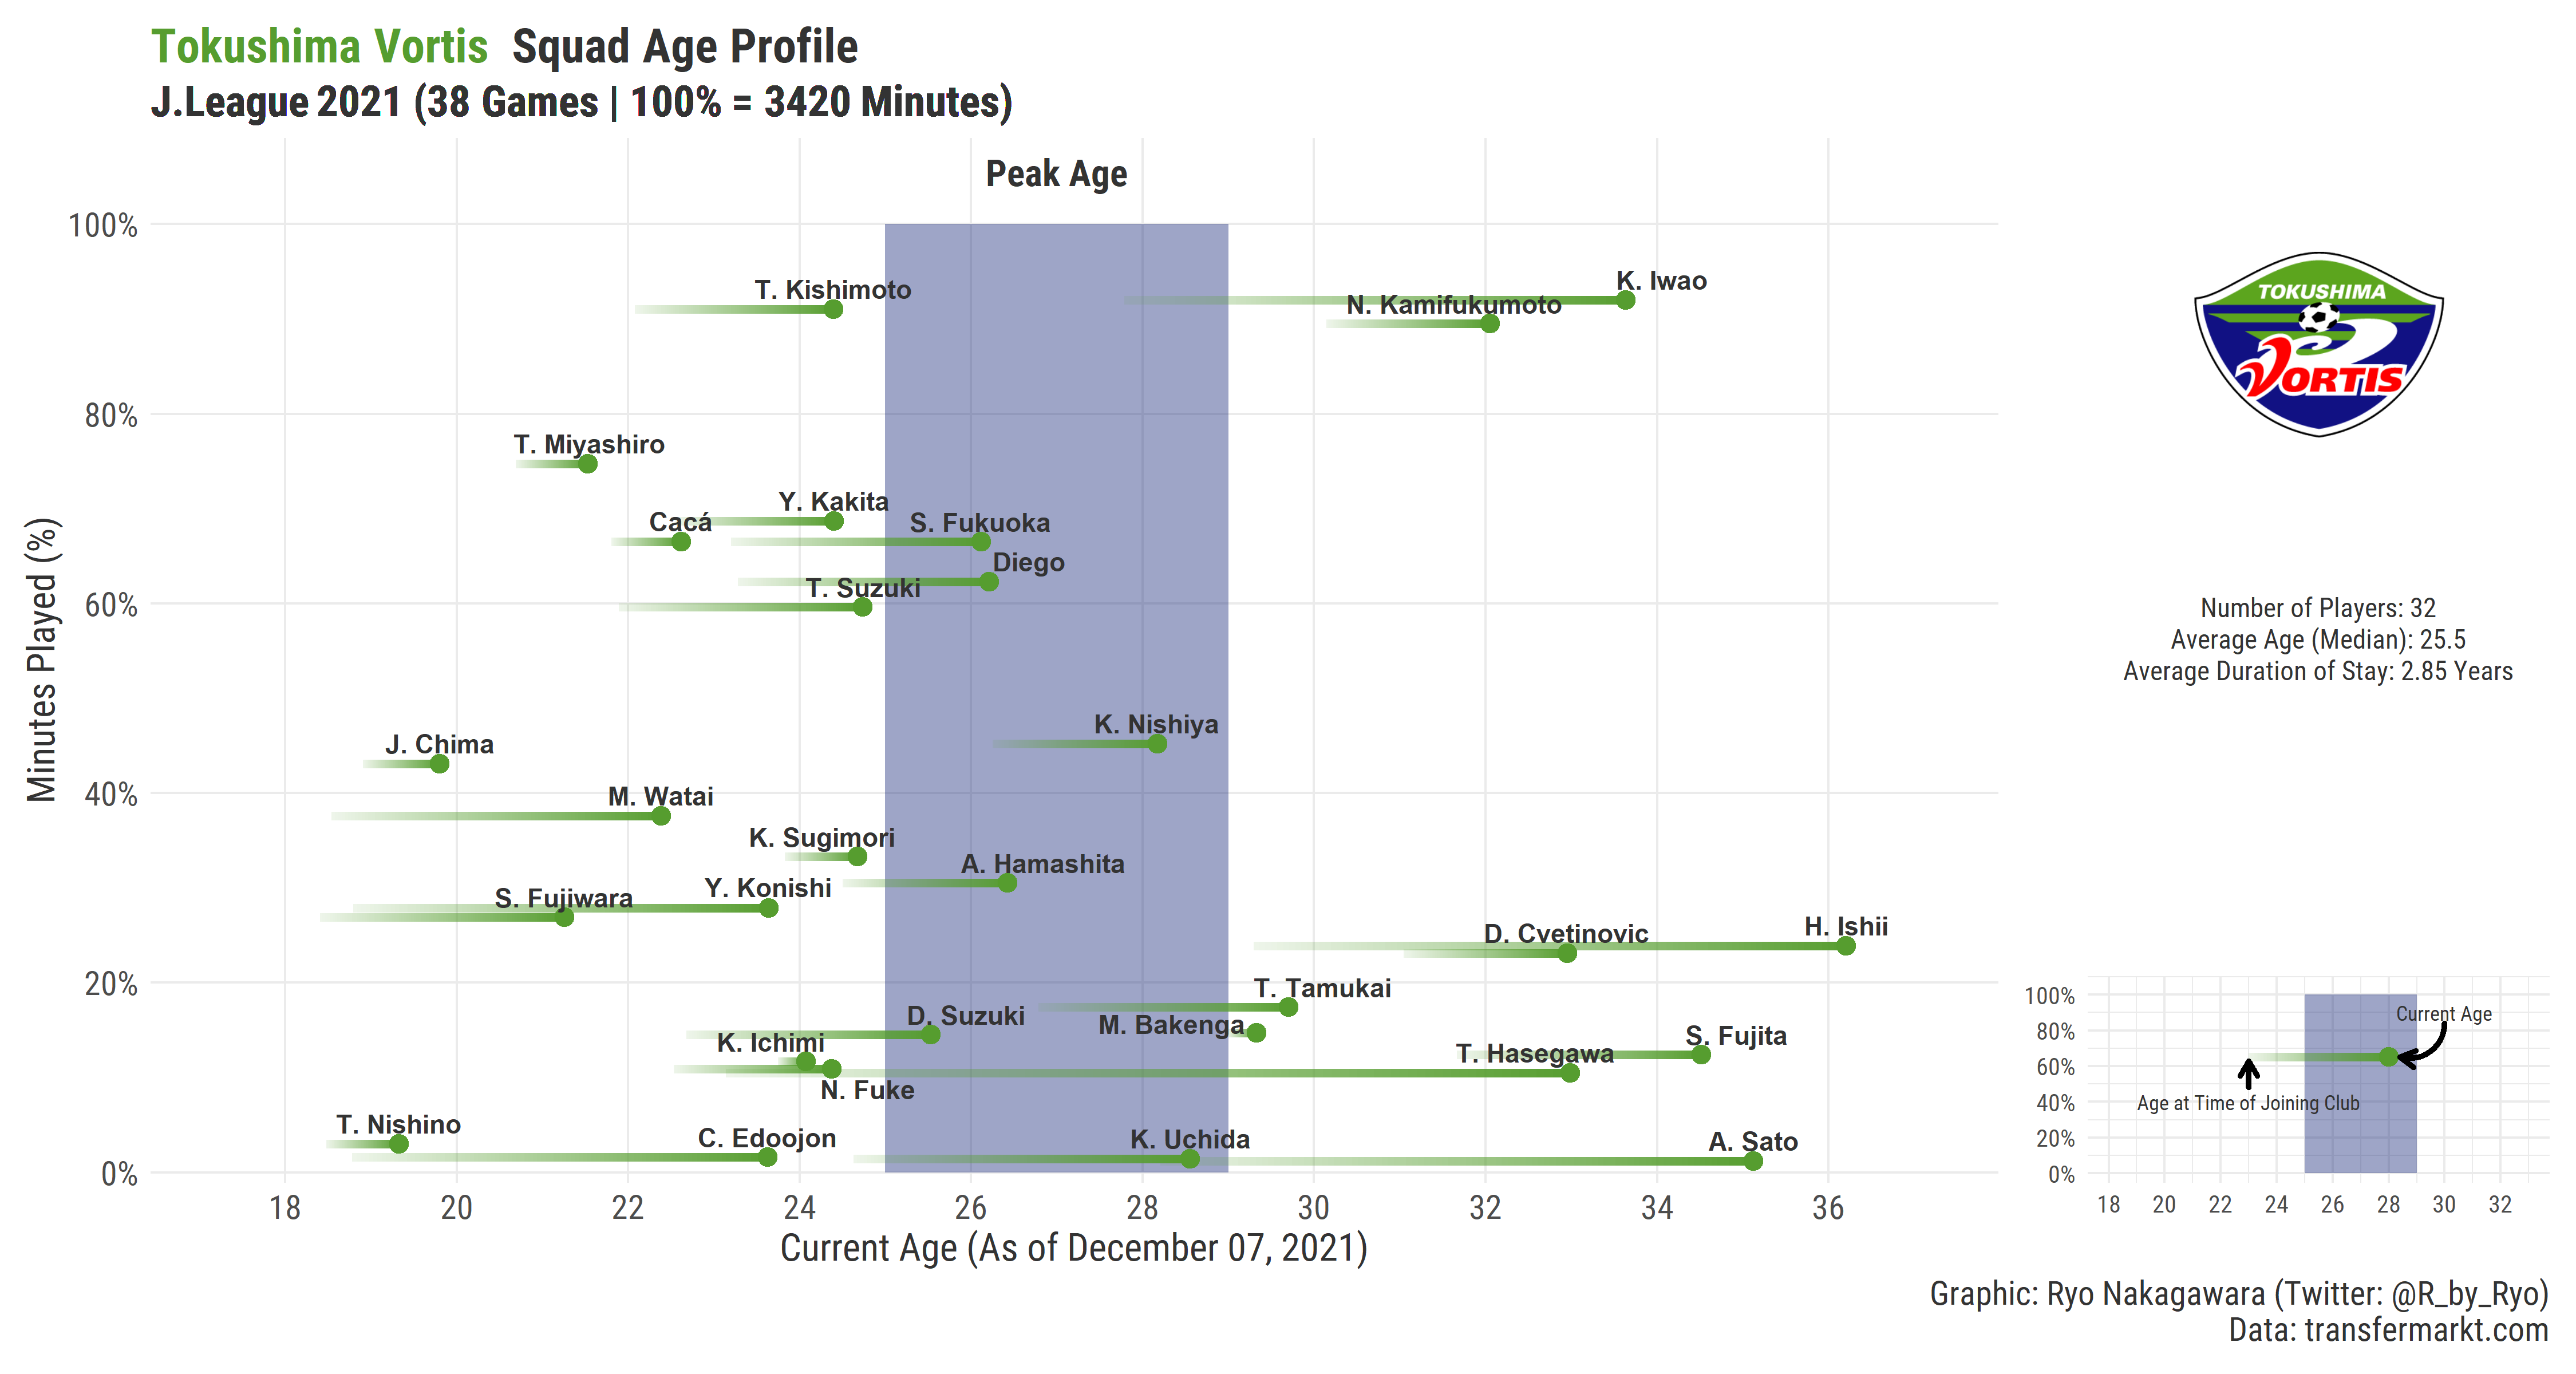 Tokushima Vortis Squad Age Profile
J.League 2021 (38 Games | 100% = 3420 Minutes)
Peak Age
100%
80%
60%
40%
20%
0%
Minutes Played (%)
K. Iwao
T. Kishimoto
N. Kamifukumoto
T. Miyashiro
Y. Kakita
Cacá
S. Fukuoka
Diego
T. Suzuki
K. Nishiya
J. Chima
M. Watai
K. Sugimori
A. Hamashita
Y. Konishi
S. Fujiwara
H. Ishii
D. Cvetinovic
T. Tamukai
D. Suzuki
M. Bakenga
S. Fujita
K. Ichimi
T. Hasegawa
N. Fuke
T. Nishino
C. Edoojon
K. Uchida
A. Sato
18 20 22 24 26 28 30 32 34 36
Current Age (As of December 07, 2021)
TOKUSHIMA
VORTIS
Number of Players: 32
Average Age (Median): 25.5
Average Duration of Stay: 2.85 Years
100%
80%
60%
40%
20%
0%
Current Age
Age at Time of Joining Club
18 20 22 24 26 28 30 32
Graphic: Ryo Nakagawara (Twitter: @R_by_Ryo)
Data: transfermarkt.com